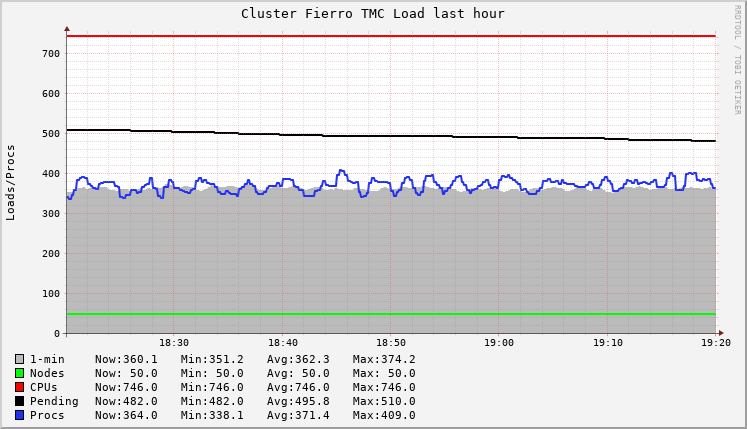 Cluster Fierro TMC Load last hour
RRDTOOL / TOBI OETIKER
Loads/Procs
700
600
500
400
300
200
100
0
18:30 18:40 18:50 19:00 19:10 19:20
1-min Now:360.1 Min:351.2 Avg:362.3 Max:374.2
Nodes Now: 50.0 Min: 50.0 Avg: 50.0 Max: 50.0
CPUs Now:746.0 Min:746.0 Avg:746.0 Max:746.0
Pending Now:482.0 Min:482.0 Avg:495.8 Max:510.0
Procs Now:364.0 Min:338.1 Avg:371.4 Max:409.0